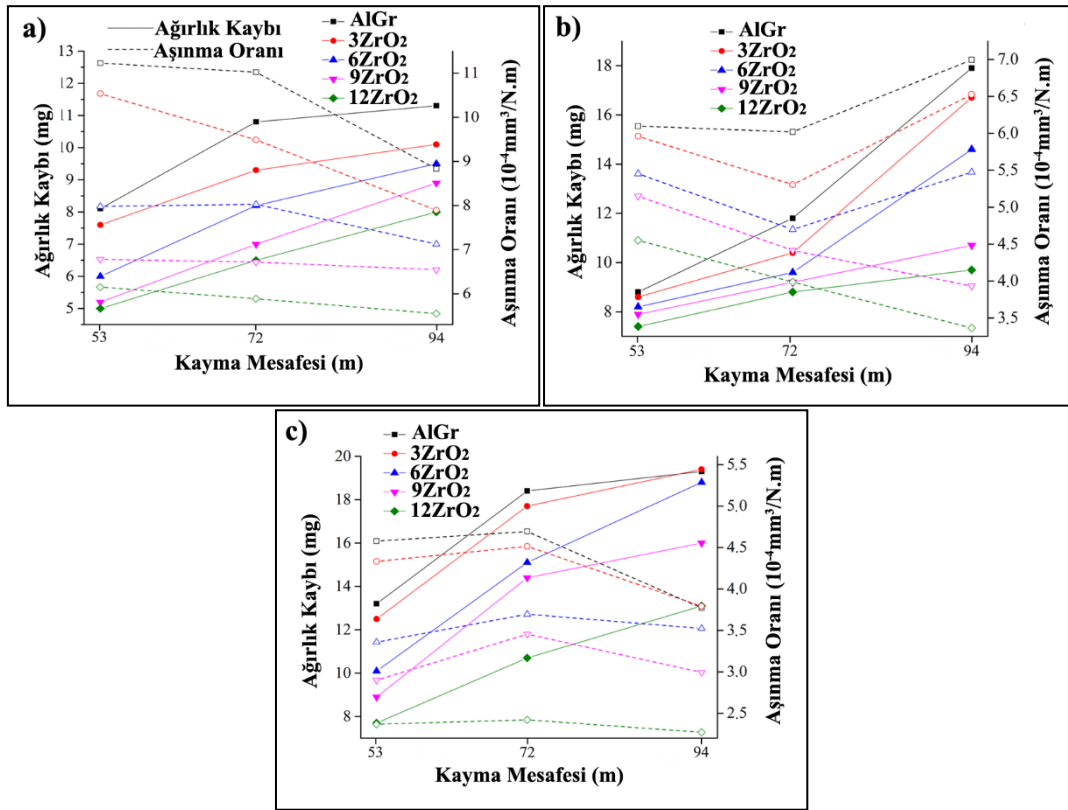 a)
Ağırlık Kaybı
Aşınma Oranı
AlGr
3ZrO₂
6ZrO₂
9ZrO₂
12ZrO₂
13
12
11
10
9
8
7
6
5
Ağırlık Kaybı (mg)
11
10
9
8
7
6
Aşınma Oranı (10⁻⁴mm³/N.m)
53 72 94
Kayma Mesafesi (m)
b)
AlGr
3ZrO₂
6ZrO₂
9ZrO₂
12ZrO₂
18
16
14
12
10
8
Ağırlık Kaybı (mg)
7.0
6.5
6.0
5.5
5.0
4.5
4.0
3.5
Aşınma Oranı (10⁻⁴mm³/N.m)
53 72 94
Kayma Mesafesi (m)
c)
AlGr
3ZrO₂
6ZrO₂
9ZrO₂
12ZrO₂
20
18
16
14
12
10
8
Ağırlık Kaybı (mg)
5.5
5.0
4.5
4.0
3.5
3.0
2.5
Aşınma Oranı (10⁻⁴mm³/N.m)
53 72 94
Kayma Mesafesi (m)